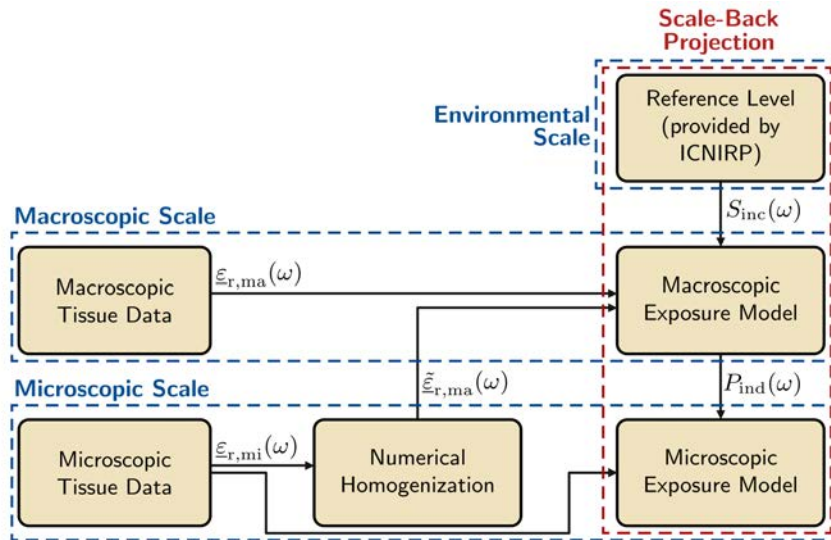 Scale-Back
Projection
Environmental
Scale
Reference Level
(provided by
ICNIRP)
S_inc(ω)
Macroscopic Scale
Macroscopic
Tissue Data
ε_r,ma(ω)
Macroscopic
Exposure Model
Microscopic Scale
ε̃_r,ma(ω)
P_ind(ω)
Microscopic
Tissue Data
ε_r,mi(ω)
Numerical
Homogenization
Microscopic
Exposure Model